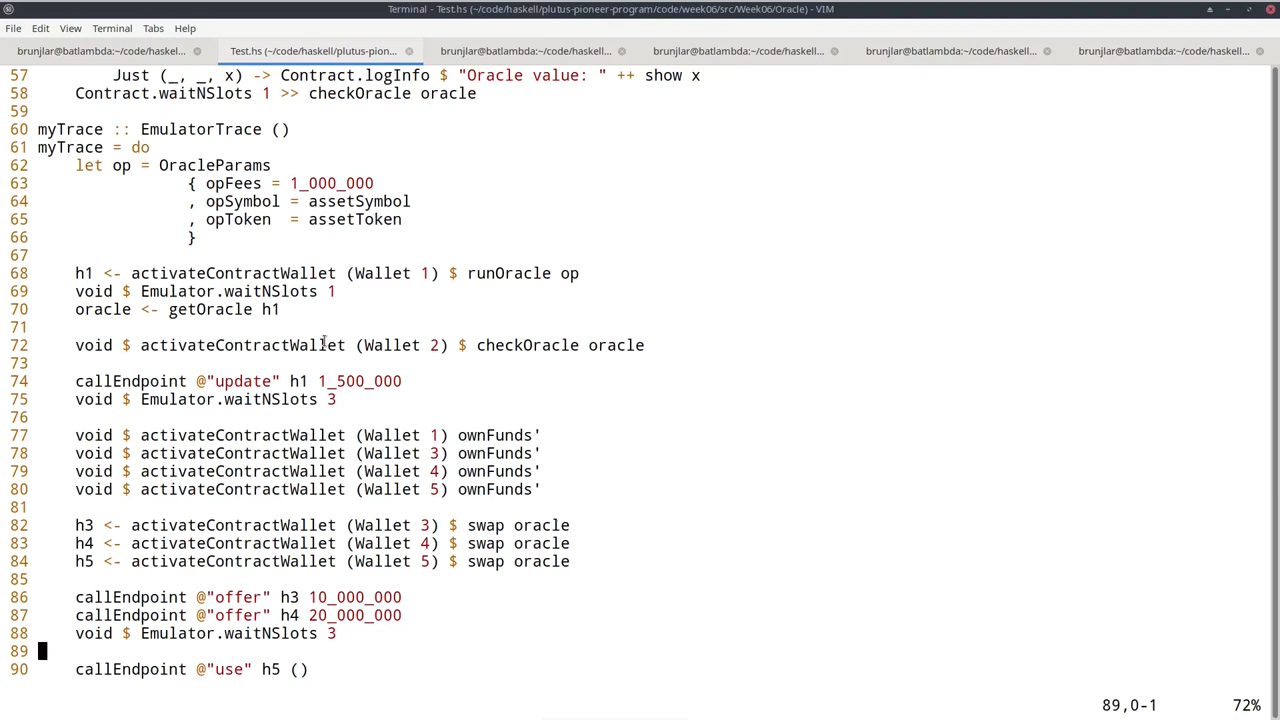 Terminal - Test.hs (~/code/haskell/plutus-pioneer-program/code/week06/src/Week06/Oracle) - VIM
File Edit View Terminal Tabs Help
brunjlar@batlambda:~/code/haskel... Test.hs (~/code/haskell/plutus-pion... brunjlar@batlambda:~/code/haskell... brunjlar@batlambda:~/code/haskell... brunjlar@batlambda:~/code/haskell... brunjlar@batlambda:~/code/haskell...
57         Just (_, _, x) -> Contract.logInfo $ "Oracle value: " ++ show x
58     Contract.waitNSlots 1 >> checkOracle oracle
59
60 myTrace :: EmulatorTrace ()
61 myTrace = do
62     let op = OracleParams
63                 { opFees = 1_000_000
64                 , opSymbol = assetSymbol
65                 , opToken  = assetToken
66                 }
67
68     h1 <- activateContractWallet (Wallet 1) $ runOracle op
69     void $ Emulator.waitNSlots 1
70     oracle <- getOracle h1
71
72     void $ activateContractWallet (Wallet 2) $ checkOracle oracle
73
74     callEndpoint @"update" h1 1_500_000
75     void $ Emulator.waitNSlots 3
76
77     void $ activateContractWallet (Wallet 1) ownFunds'
78     void $ activateContractWallet (Wallet 3) ownFunds'
79     void $ activateContractWallet (Wallet 4) ownFunds'
80     void $ activateContractWallet (Wallet 5) ownFunds'
81
82     h3 <- activateContractWallet (Wallet 3) $ swap oracle
83     h4 <- activateContractWallet (Wallet 4) $ swap oracle
84     h5 <- activateContractWallet (Wallet 5) $ swap oracle
85
86     callEndpoint @"offer" h3 10_000_000
87     callEndpoint @"offer" h4 20_000_000
88     void $ Emulator.waitNSlots 3
89
90     callEndpoint @"use" h5 ()
89,0-1 72%